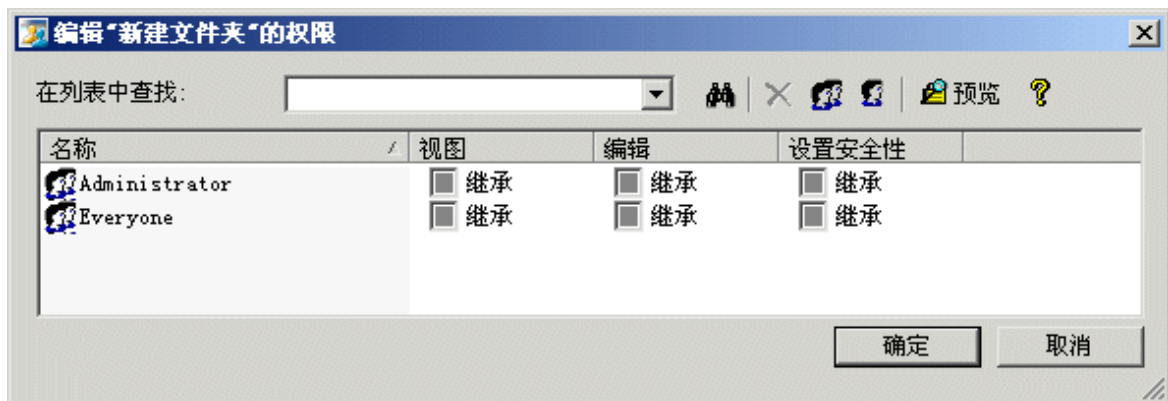 编辑"新建文件夹"的权限
在列表中查找:
预览
名称 视图 编辑 设置安全性
Administrator 继承 继承 继承
Everyone 继承 继承 继承
确定 取消